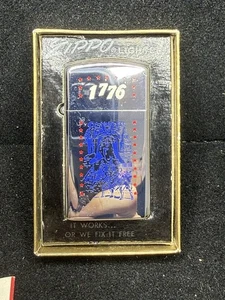 ZIPPO
LIGHTER
1776
IT WORKS...
OR WE FIX IT FREE